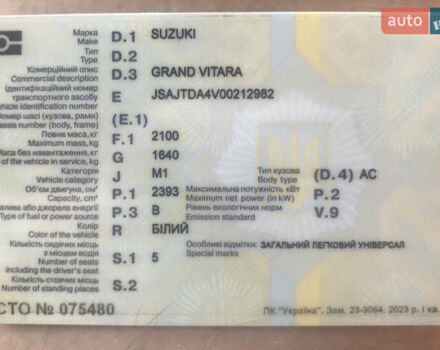 auto
Марка
Make D.1 SUZUKI
Тип
Type D.2
Комерційний опис
Commercial description D.3 GRAND VITARA
Ідентифікаційний номер
транспортного засобу E JSAJTDA4V00212982
vehicle identification number
Номер шасі (кузова, рами) (E.1)
number (body, frame)
Повна маса, кг
Maximum mass, kg F.1 2100
Маса без навантаження, кг
of the vehicle in service, kg G 1640
Категорія
Vehicle category J M1 Тип кузова
Body type (D.4) AC
Об'єм двигуна, см³
Capacity, cm³ P.1 2393 Максимальна потужність кВт
Maximum net power (in kW) P.2
або джерела енергії
Type of fuel or power source P.3 B Рівень екологічних норм
Emission standard V.9
Колір
Color of the vehicle R БІЛИЙ
Кількість сидячих місць
з місцем водія
Number of seats S.1 5 Особливі відмітки: ЗАГАЛЬНИЙ ЛЕГКОВИЙ УНІВЕРСАЛ
Special marks
including the driver's seat
Кількість стоячих місць
Number of standing places S.2
СТО № 075480
ПК "Україна". Зам. 23-3064. 2023 р. І кв.